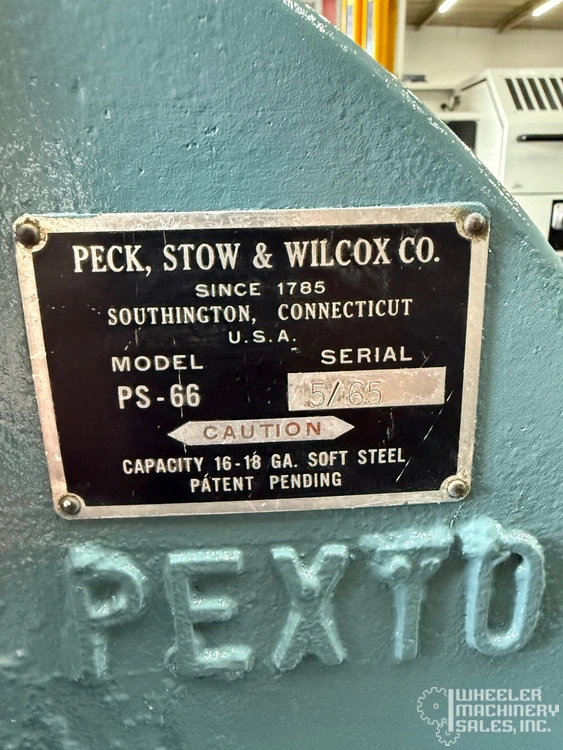 PECK, STOW & WILCOX CO.
SINCE 1785
SOUTHINGTON, CONNECTICUT
U.S.A.
MODEL SERIAL
PS-66 5/65
CAUTION
CAPACITY 16-18 GA. SOFT STEEL
PATENT PENDING
PEXTO
WHEELER
MACHINERY
SALES, INC.